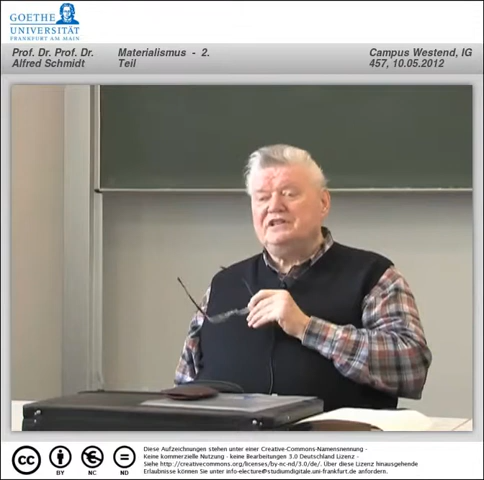 GOETHE
UNIVERSITÄT
FRANKFURT AM MAIN
Prof. Dr. Prof. Dr. Materialismus - 2. Campus Westend, IG
Alfred Schmidt Teil 457, 10.05.2012
cc BY NC ND
Diese Aufzeichnungen stehen unter einer Creative-Commons-Namensnennung -
Keine kommerzielle Nutzung - keine Bearbeitungen 3.0 Deutschland Lizenz -
Siehe http://creativecommons.org/licenses/by-nc-nd/3.0/de/. Über diese Lizenz hinausgehende
Erlaubnisse können Sie unter info-electure@studiumdigitale.uni-frankfurt.de anfordern.